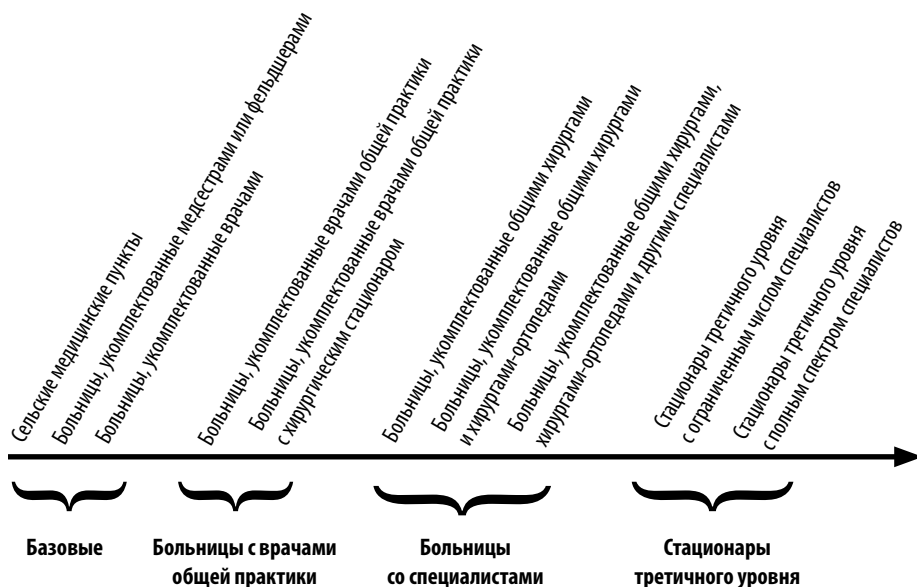 Сельские медицинские пункты
Больницы, укомплектованные медсестрами или фельдшерами
Больницы, укомплектованные врачами
Больницы, укомплектованные врачами общей практики
Больницы, укомплектованные врачами общей практики
с хирургическим стационаром
Больницы, укомплектованные общими хирургами
Больницы, укомплектованные общими хирургами
и хирургами-ортопедами
Больницы, укомплектованные общими хирургами,
хирургами-ортопедами и другими специалистами
Стационары третичного уровня
с ограниченным числом специалистов
Стационары третичного уровня
с полным спектром специалистов
Базовые
Больницы с врачами
общей практики
Больницы
со специалистами
Стационары
третичного уровня